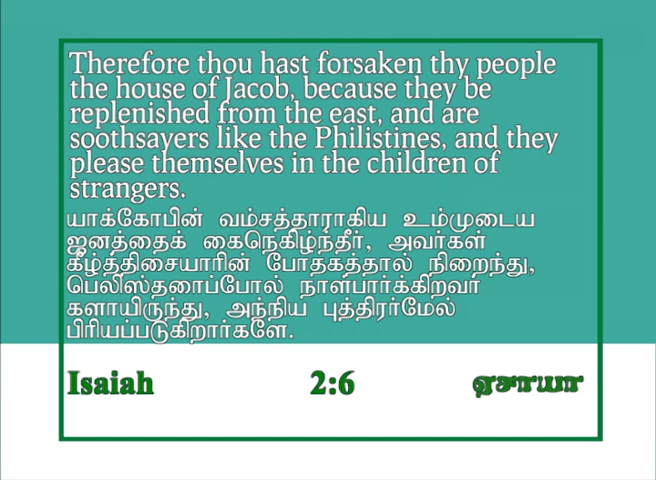 Therefore thou hast forsaken thy people
the house of Jacob, because they be
replenished from the east, and are
soothsayers like the Philistines, and they
please themselves in the children of
strangers.
யாக்கோபின் வம்சத்தாராகிய உம்முடைய
ஜனத்தைக் கைநெகிழ்ந்தீர், அவர்கள்
கீழ்த்திசையாரின் போதகத்தால் நிறைந்து,
பெலிஸ்தரைப்போல் நாள்பார்க்கிறவர்
களாயிருந்து, அந்நிய புத்திரர்மேல்
பிரியப்படுகிறார்களே.
Isaiah 2:6 ஏசாயா